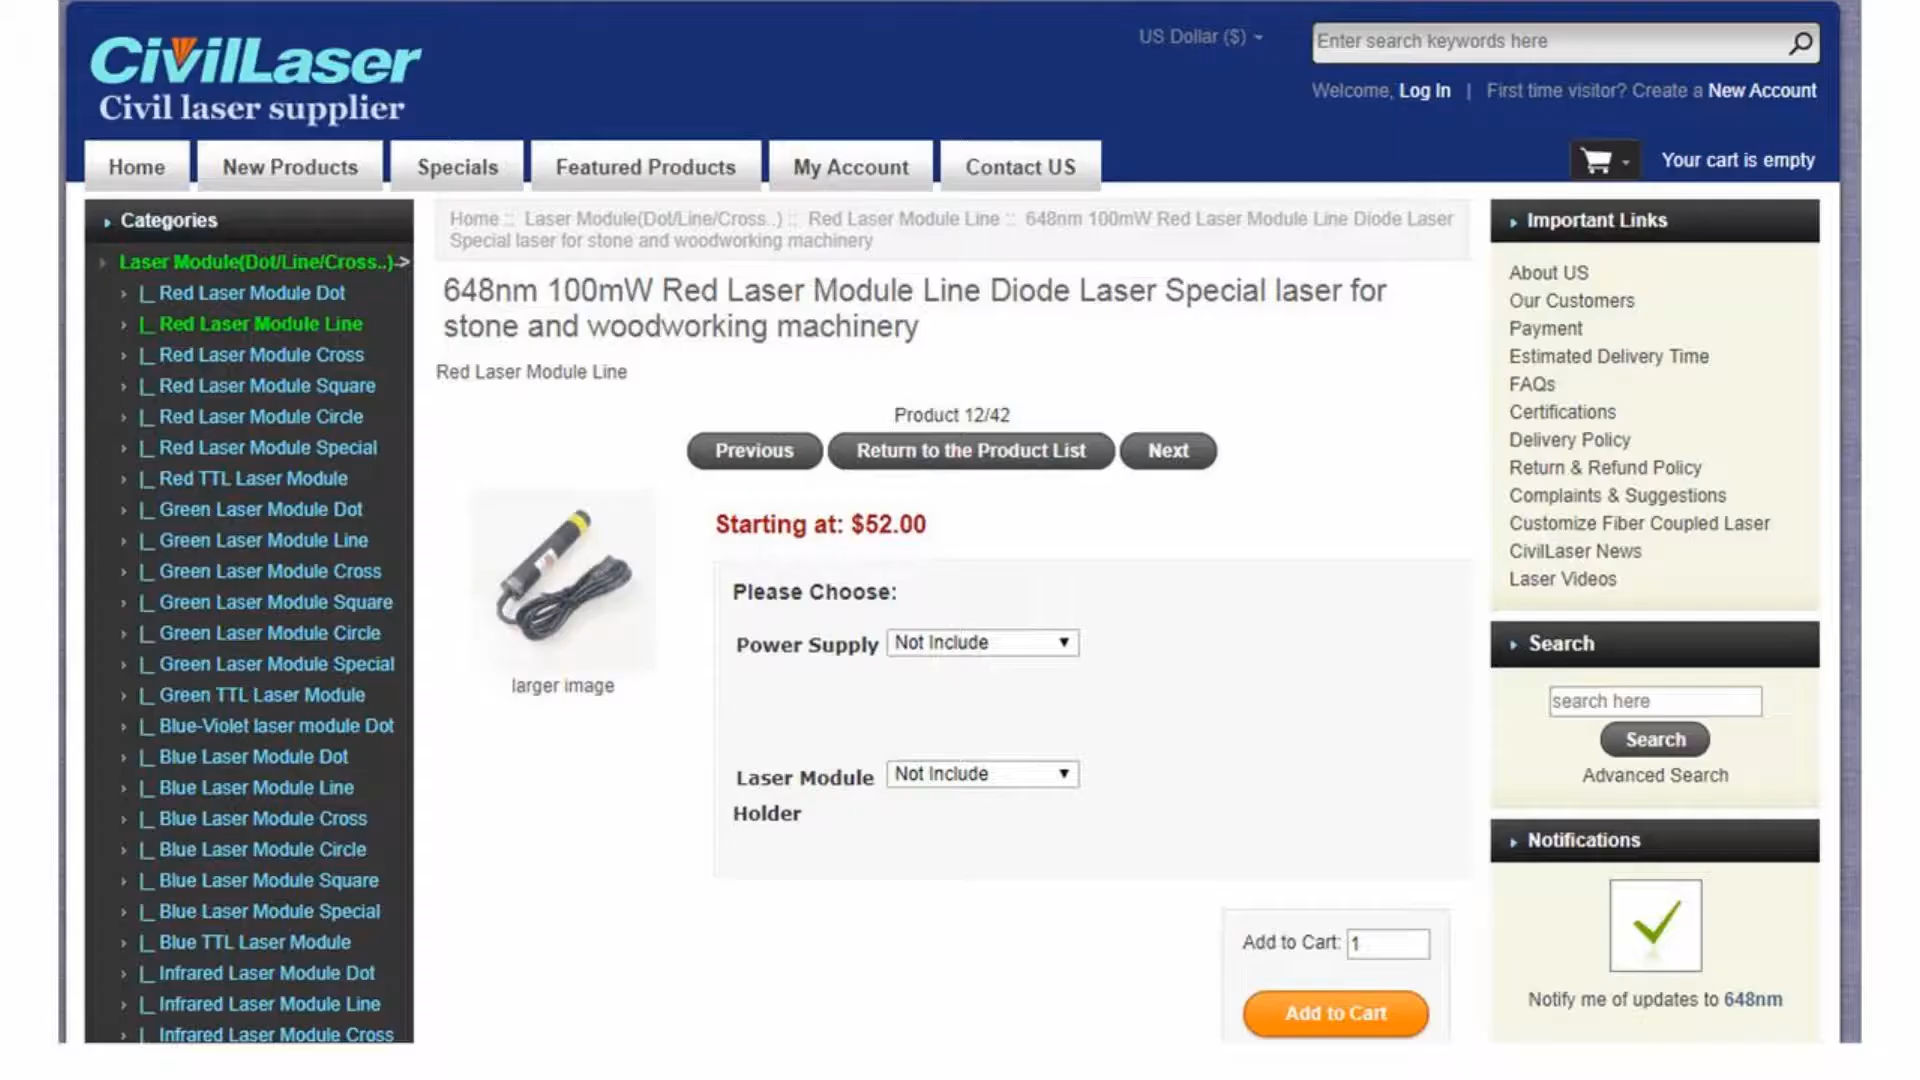 CivilLaser
Civil laser supplier
US Dollar ($)
Enter search keywords here
Welcome, Log In | First time visitor? Create a New Account
Home
New Products
Specials
Featured Products
My Account
Contact US
Your cart is empty
Categories
Laser Module(Dot/Line/Cross..)->
|_ Red Laser Module Dot
|_ Red Laser Module Line
|_ Red Laser Module Cross
|_ Red Laser Module Square
|_ Red Laser Module Circle
|_ Red Laser Module Special
|_ Red TTL Laser Module
|_ Green Laser Module Dot
|_ Green Laser Module Line
|_ Green Laser Module Cross
|_ Green Laser Module Square
|_ Green Laser Module Circle
|_ Green Laser Module Special
|_ Green TTL Laser Module
|_ Blue-Violet laser module Dot
|_ Blue Laser Module Dot
|_ Blue Laser Module Line
|_ Blue Laser Module Cross
|_ Blue Laser Module Circle
|_ Blue Laser Module Square
|_ Blue Laser Module Special
|_ Blue TTL Laser Module
|_ Infrared Laser Module Dot
|_ Infrared Laser Module Line
|_ Infrared Laser Module Cross
Home :: Laser Module(Dot/Line/Cross..) :: Red Laser Module Line :: 648nm 100mW Red Laser Module Line Diode Laser
Special laser for stone and woodworking machinery
648nm 100mW Red Laser Module Line Diode Laser Special laser for
stone and woodworking machinery
Red Laser Module Line
Product 12/42
Previous
Return to the Product List
Next
larger image
Starting at: $52.00
Please Choose:
Power Supply
Not Include
Laser Module
Holder
Not Include
Add to Cart: 1
Add to Cart
Important Links
About US
Our Customers
Payment
Estimated Delivery Time
FAQs
Certifications
Delivery Policy
Return & Refund Policy
Complaints & Suggestions
Customize Fiber Coupled Laser
CivilLaser News
Laser Videos
Search
search here
Search
Advanced Search
Notifications
Notify me of updates to 648nm